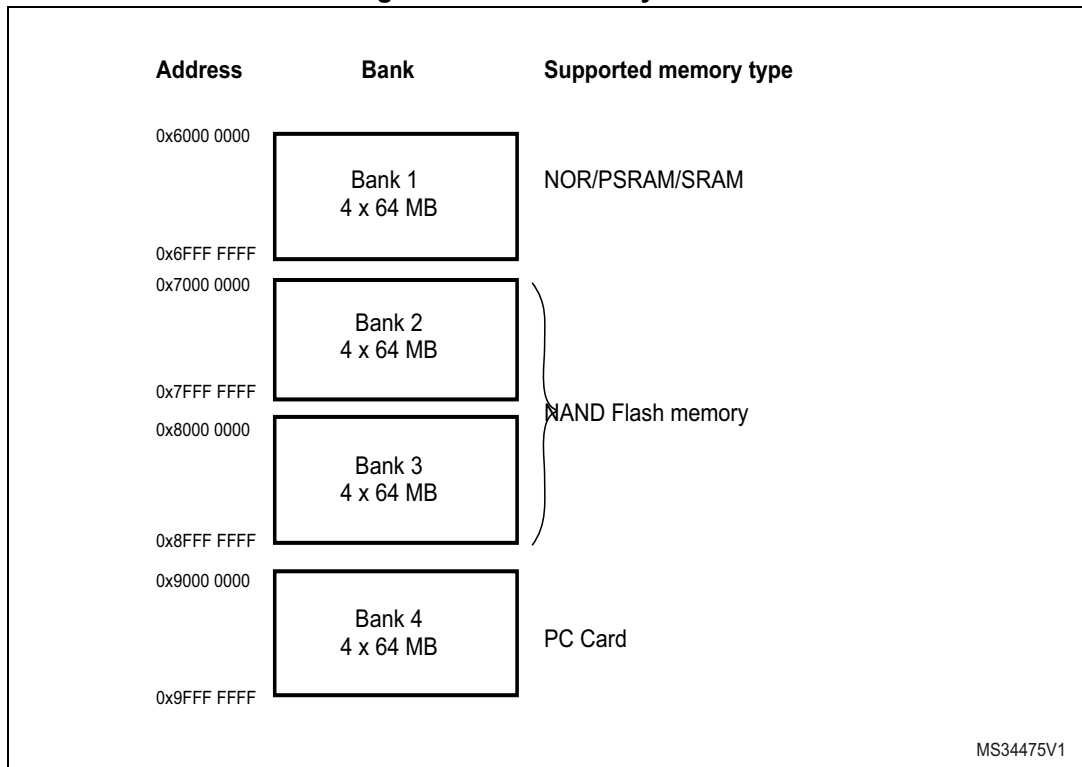 Address Bank Supported memory type
0x6000 0000
Bank 1 NOR/PSRAM/SRAM
4 x 64 MB
0x6FFF FFFF
0x7000 0000
Bank 2
4 x 64 MB
0x7FFF FFFF
NAND Flash memory
0x8000 0000
Bank 3
4 x 64 MB
0x8FFF FFFF
0x9000 0000
Bank 4
4 x 64 MB
PC Card
0x9FFF FFFF
MS34475V1